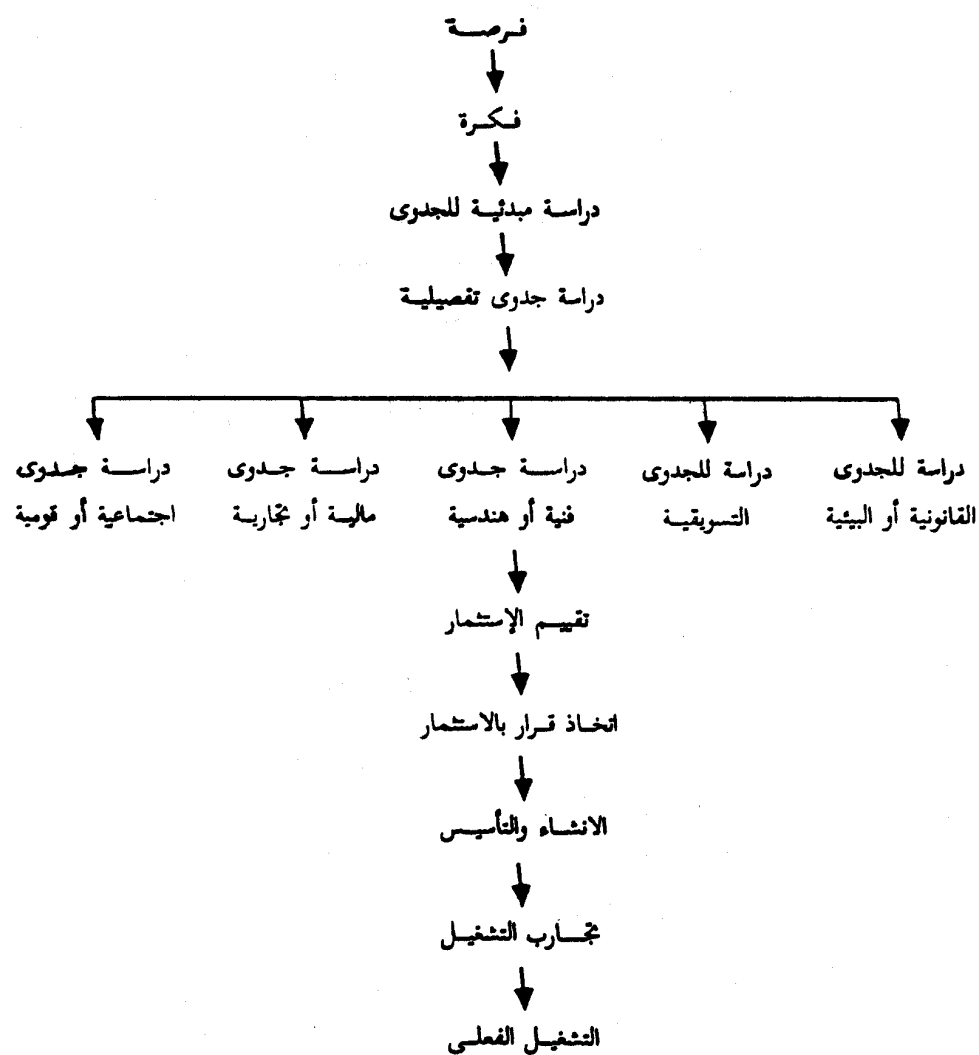 فرصة
فكرة
دراسة مبدئية للجدوى
دراسة جدوى تفصيلية
دراسة للجدوى
القانونية أو البيئية
دراسة للجدوى
التسويقية
دراسة جدوى
فنية أو هندسية
دراسة جدوى
مالية أو تجارية
دراسة جدوى
اجتماعية أو قومية
تقييم الإستثمار
اتخاذ قرار بالاستثمار
الانشاء والتأسيس
تجارب التشغيل
التشغيل الفعلى